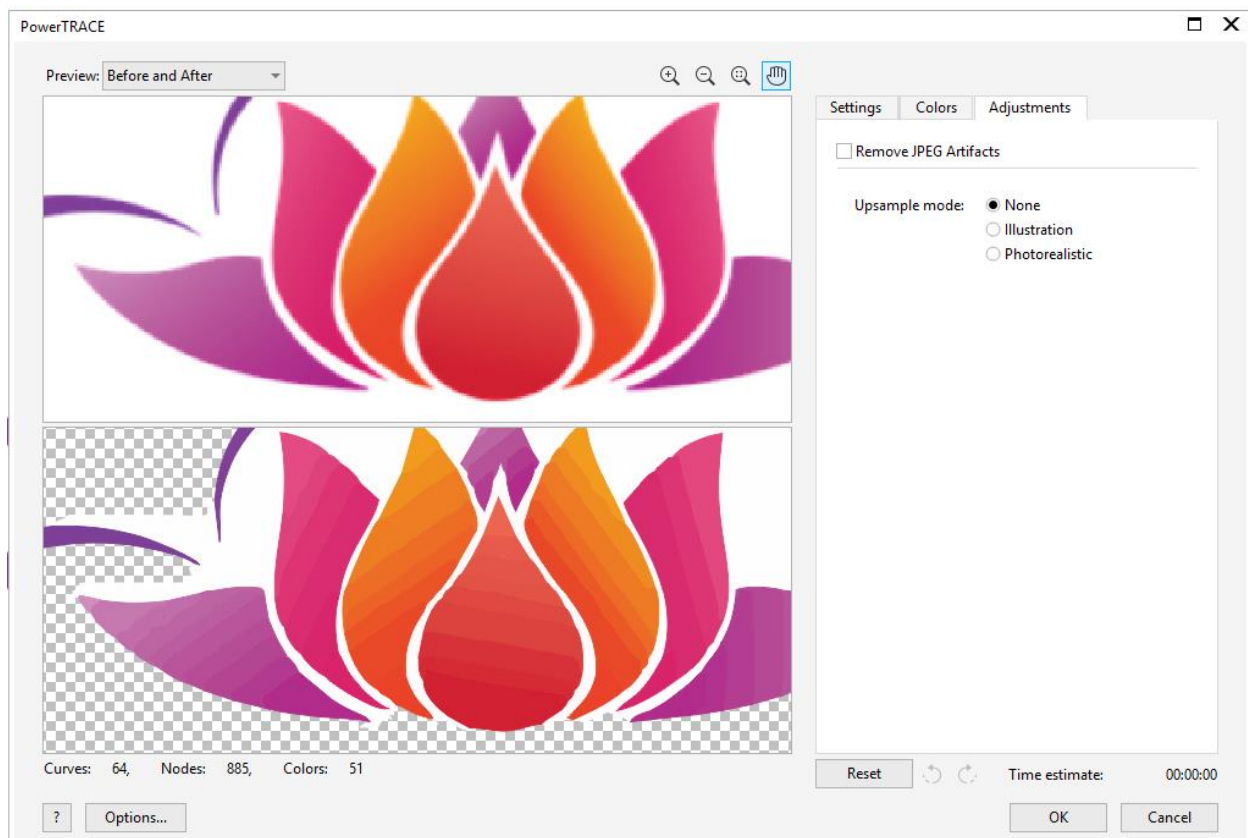 PowerTRACE
Preview: Before and After
Settings Colors Adjustments
Remove JPEG Artifacts
Upsample mode: None
Illustration
Photorealistic
Curves: 64, Nodes: 885, Colors: 51
Reset Time estimate: 00:00:00
? Options... OK Cancel